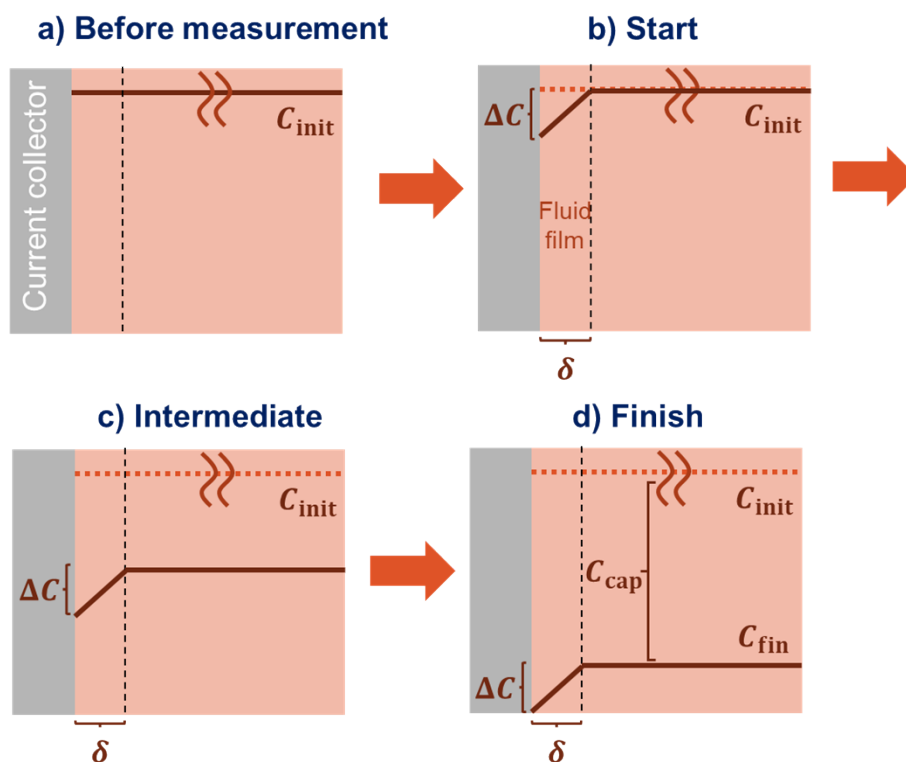 a) Before measurement
Current collector
C_init
b) Start
ΔC
C_init
Fluid
film
δ
c) Intermediate
C_init
ΔC
δ
d) Finish
C_init
C_cap
C_fin
ΔC
δ